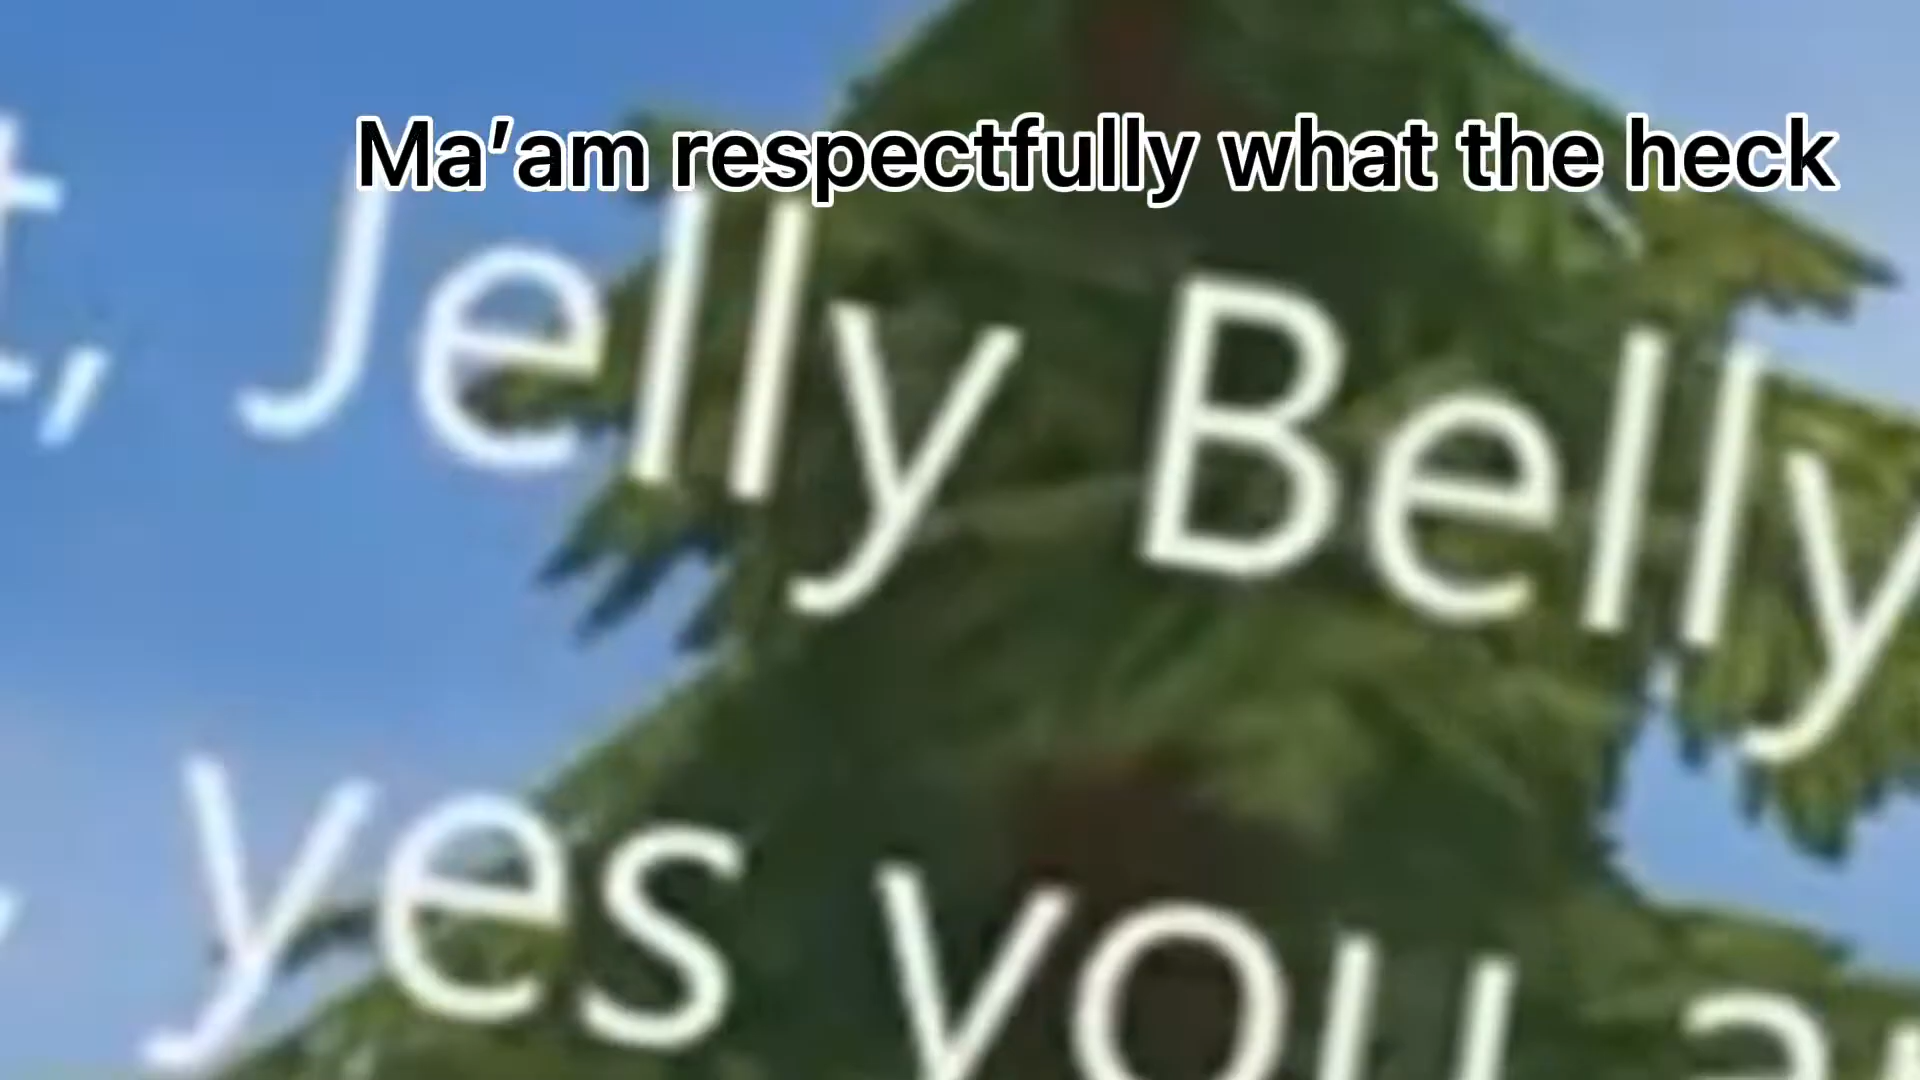 Ma’am respectfully what the heck
t, Jelly Belly
yes you